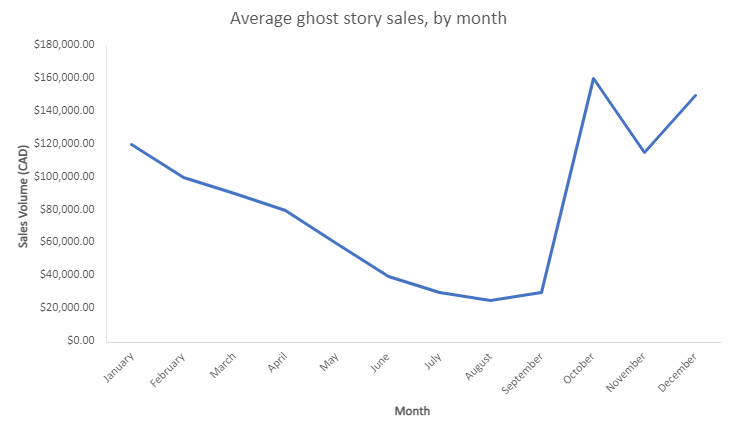 Average ghost story sales, by month
Sales Volume (CAD)
$180,000.00
$160,000.00
$140,000.00
$120,000.00
$100,000.00
$80,000.00
$60,000.00
$40,000.00
$20,000.00
$0.00
January
February
March
April
May
June
July
August
September
October
November
December
Month